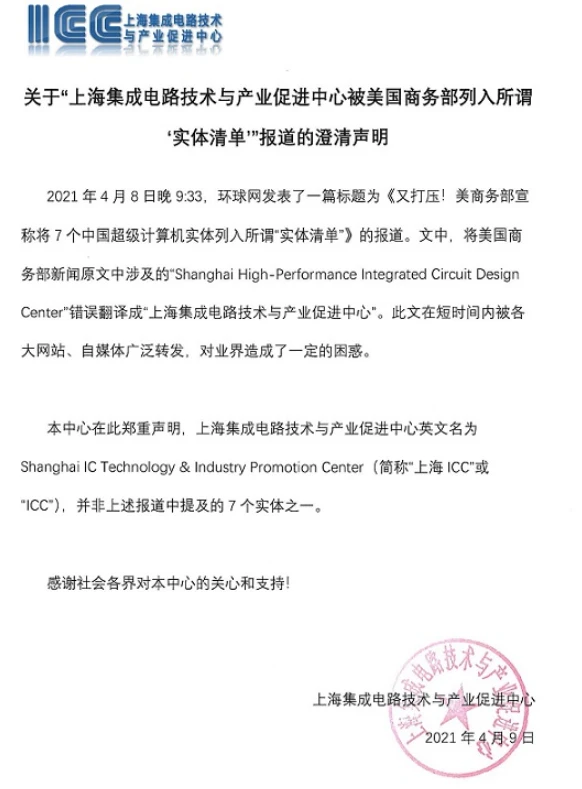 ICC 上海集成电路技术
与产业促进中心
关于“上海集成电路技术与产业促进中心被美国商务部列入所谓
‘实体清单’”报道的澄清声明
2021 年 4 月 8 日晚 9:33，环球网发表了一篇标题为《又打压！美商务部宣
称将 7 个中国超级计算机实体列入所谓“实体清单”》的报道。文中，将美国商
务部新闻原文中涉及的“Shanghai High-Performance Integrated Circuit Design
Center”错误翻译成“上海集成电路技术与产业促进中心”。此文在短时间内被各
大网站、自媒体广泛转发，对业界造成了一定的困惑。
本中心在此郑重声明，上海集成电路技术与产业促进中心英文名为
Shanghai IC Technology & Industry Promotion Center（简称“上海 ICC”或
“ICC”），并非上述报道中提及的 7 个实体之一。
感谢社会各界对本中心的关心和支持！
上海集成电路技术与产业促进中心
2021 年 4 月 9 日
上海集成电路技术与产业促进中心